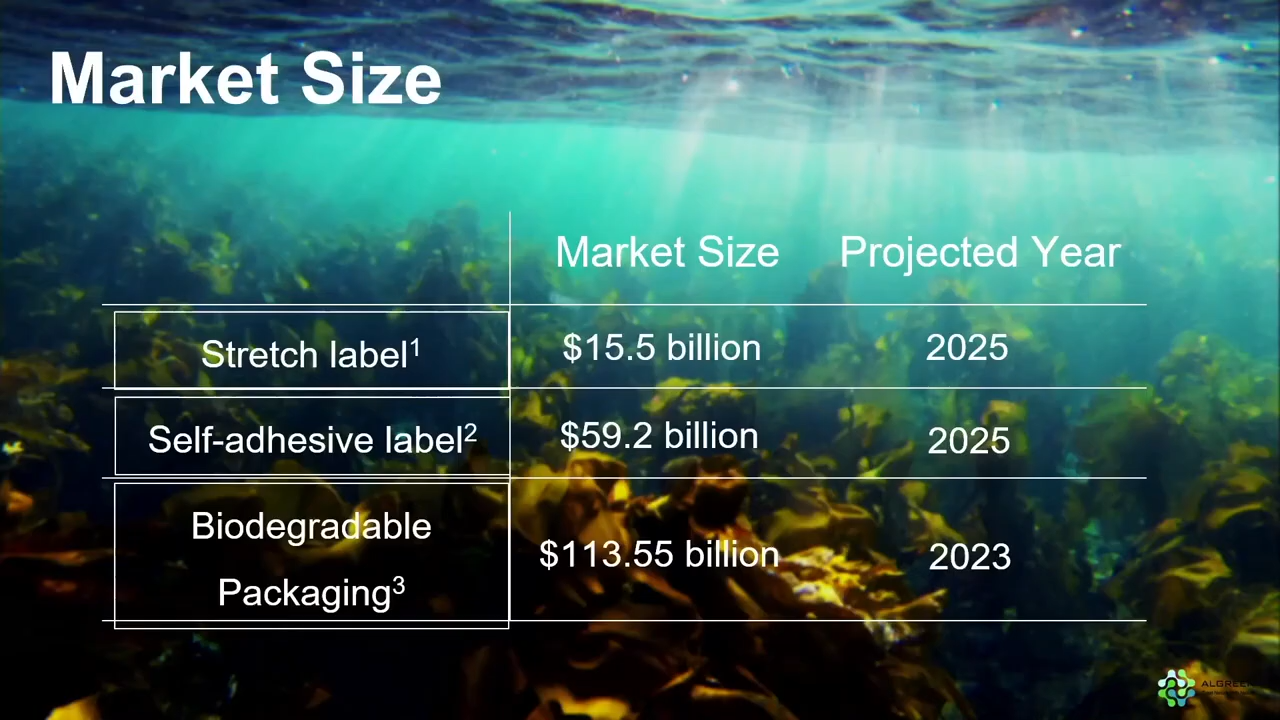 Market Size
Market Size Projected Year
Stretch label¹ $15.5 billion 2025
Self-adhesive label² $59.2 billion 2025
Biodegradable
Packaging³ $113.55 billion 2023